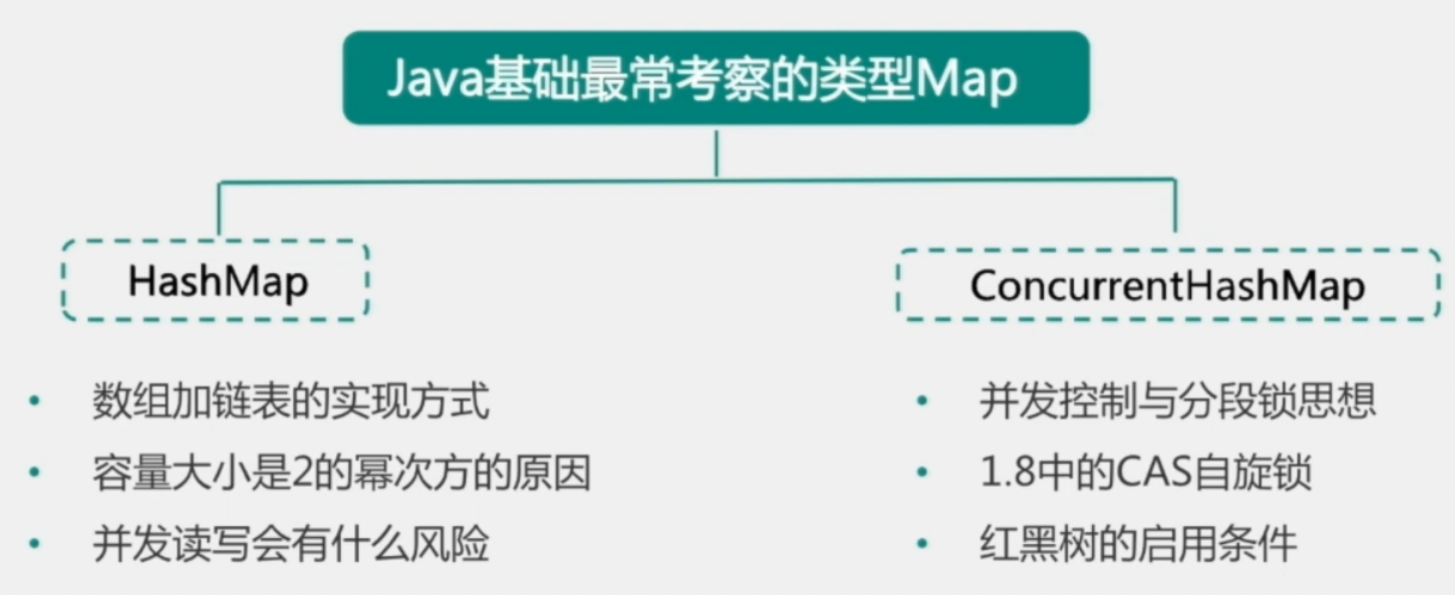 Java基础最常考察的类型Map
HashMap
• 数组加链表的实现方式
• 容量大小是2的幂次方的原因
• 并发读写会有什么风险
ConcurrentHashMap
• 并发控制与分段锁思想
• 1.8中的CAS自旋锁
• 红黑树的启用条件